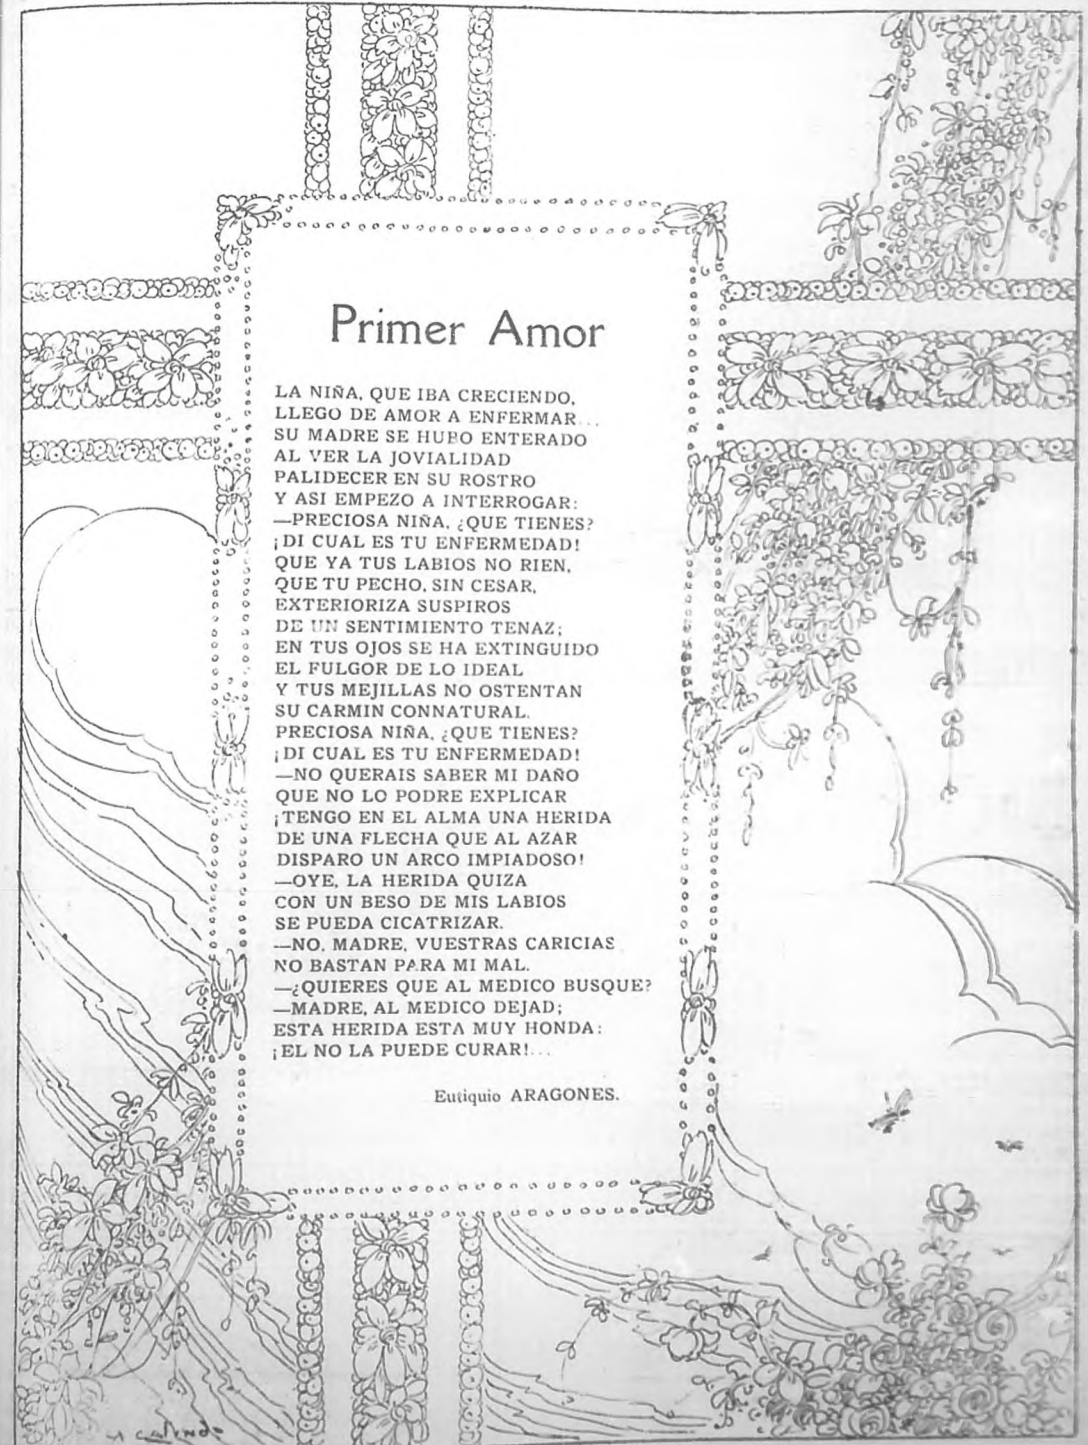 Primer Amor
LA NIÑA, QUE IBA CRECIENDO,
LLEGO DE AMOR A ENFERMAR...
SU MADRE SE HUBO ENTERADO
AL VER LA JOVIALIDAD
PALIDECER EN SU ROSTRO
Y ASI EMPEZO A INTERROGAR:
—PRECIOSA NIÑA, ¿QUE TIENES?
¡DI CUAL ES TU ENFERMEDAD!
QUE YA TUS LABIOS NO RIEN,
QUE TU PECHO, SIN CESAR,
EXTERIORIZA SUSPIROS
DE UN SENTIMIENTO TENAZ;
EN TUS OJOS SE HA EXTINGUIDO
EL FULGOR DE LO IDEAL
Y TUS MEJILLAS NO OSTENTAN
SU CARMIN CONNATURAL.
PRECIOSA NIÑA, ¿QUE TIENES?
¡DI CUAL ES TU ENFERMEDAD!
—NO QUERAIS SABER MI DAÑO
QUE NO LO PODRE EXPLICAR
¡TENGO EN EL ALMA UNA HERIDA
DE UNA FLECHA QUE AL AZAR
DISPARO UN ARCO IMPIADOSO!
—OYE, LA HERIDA QUIZA
CON UN BESO DE MIS LABIOS
SE PUEDA CICATRIZAR.
—NO, MADRE, VUESTRAS CARICIAS
NO BASTAN PARA MI MAL.
—¿QUIERES QUE AL MEDICO BUSQUE?
—MADRE, AL MEDICO DEJAD;
ESTA HERIDA ESTA MUY HONDA:
¡EL NO LA PUEDE CURAR!...
Eutiquio ARAGONES.